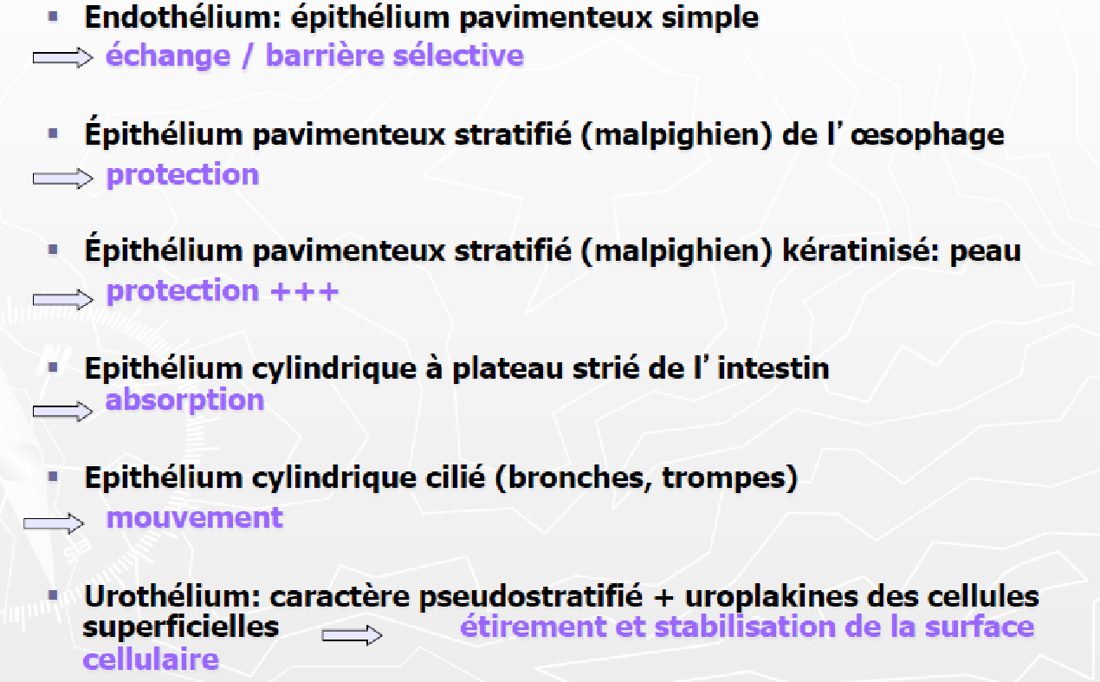 ▪ Endothélium: épithélium pavimenteux simple
échange / barrière sélective
▪ Épithélium pavimenteux stratifié (malpighien) de l’œsophage
protection
▪ Épithélium pavimenteux stratifié (malpighien) kératinisé: peau
protection +++
▪ Epithélium cylindrique à plateau strié de l’intestin
absorption
▪ Epithélium cylindrique cilié (bronches, trompes)
mouvement
▪ Urothélium: caractère pseudostratifié + uroplakines des cellules
superficielles étirement et stabilisation de la surface
cellulaire